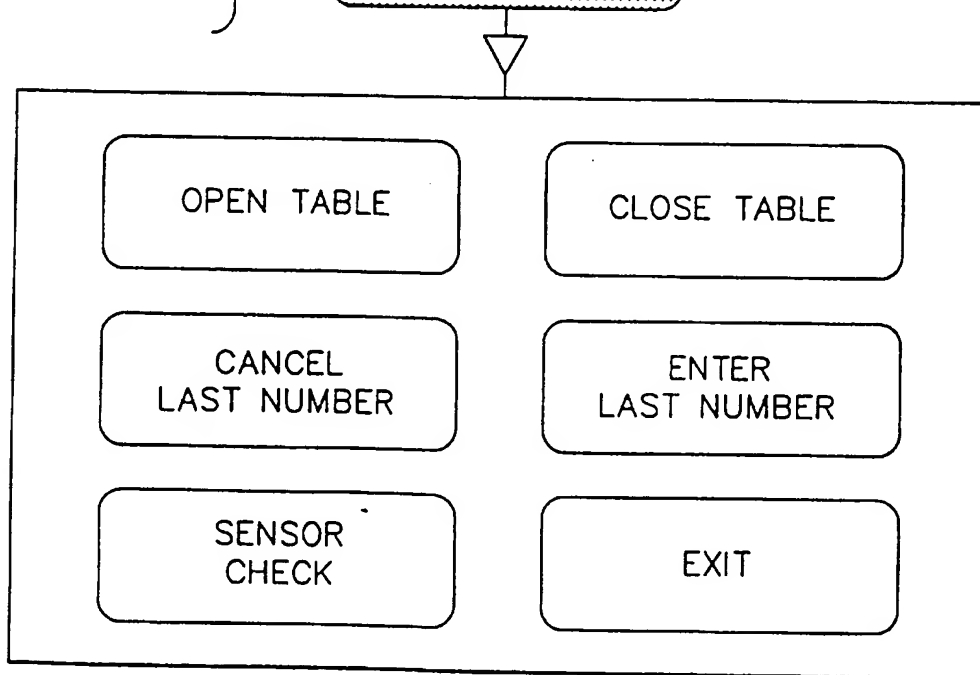 OPEN TABLE
CLOSE TABLE
CANCEL
LAST NUMBER
ENTER
LAST NUMBER
SENSOR
CHECK
EXIT